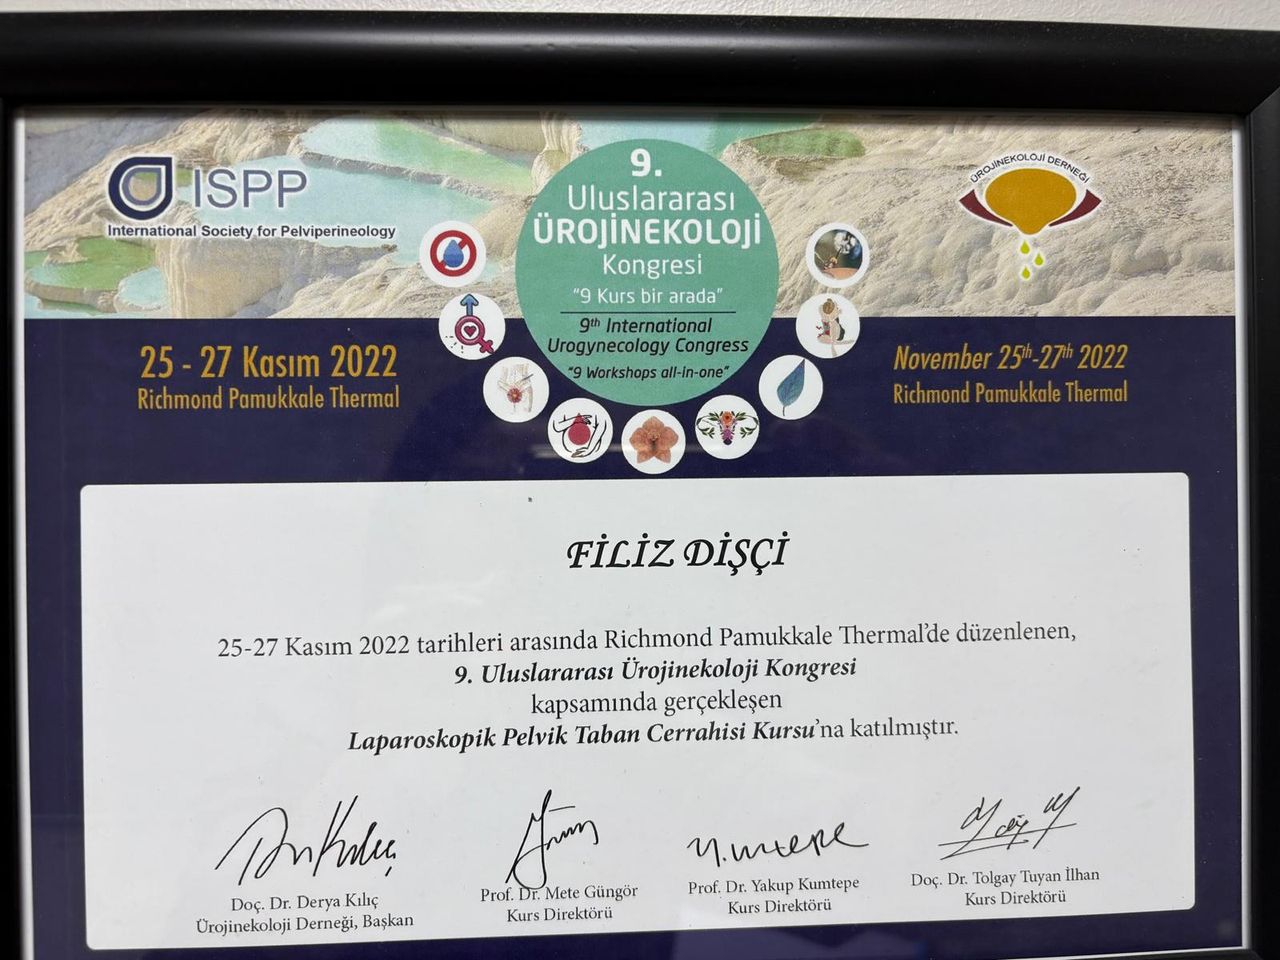 ISPP
International Society for Pelviperineology
9.
Uluslararası
ÜROJİNEKOLOJİ
Kongresi
"9 Kurs bir arada"
9th International
Urogynecology Congress
"9 Workshops all-in-one"
ÜROJİNEKOLOJİ DERNEĞİ
25 - 27 Kasım 2022
Richmond Pamukkale Thermal
November 25th-27th 2022
Richmond Pamukkale Thermal
FİLİZ DİŞÇİ
25-27 Kasım 2022 tarihleri arasında Richmond Pamukkale Thermal'de düzenlenen,
9. Uluslararası Ürojinekoloji Kongresi
kapsamında gerçekleşen
Laparoskopik Pelvik Taban Cerrahisi Kursu'na katılmıştır.
Doç. Dr. Derya Kılıç
Ürojinekoloji Derneği, Başkan
Prof. Dr. Mete Güngör
Kurs Direktörü
Prof. Dr. Yakup Kumtepe
Kurs Direktörü
Doç. Dr. Tolgay Tuyan İlhan
Kurs Direktörü